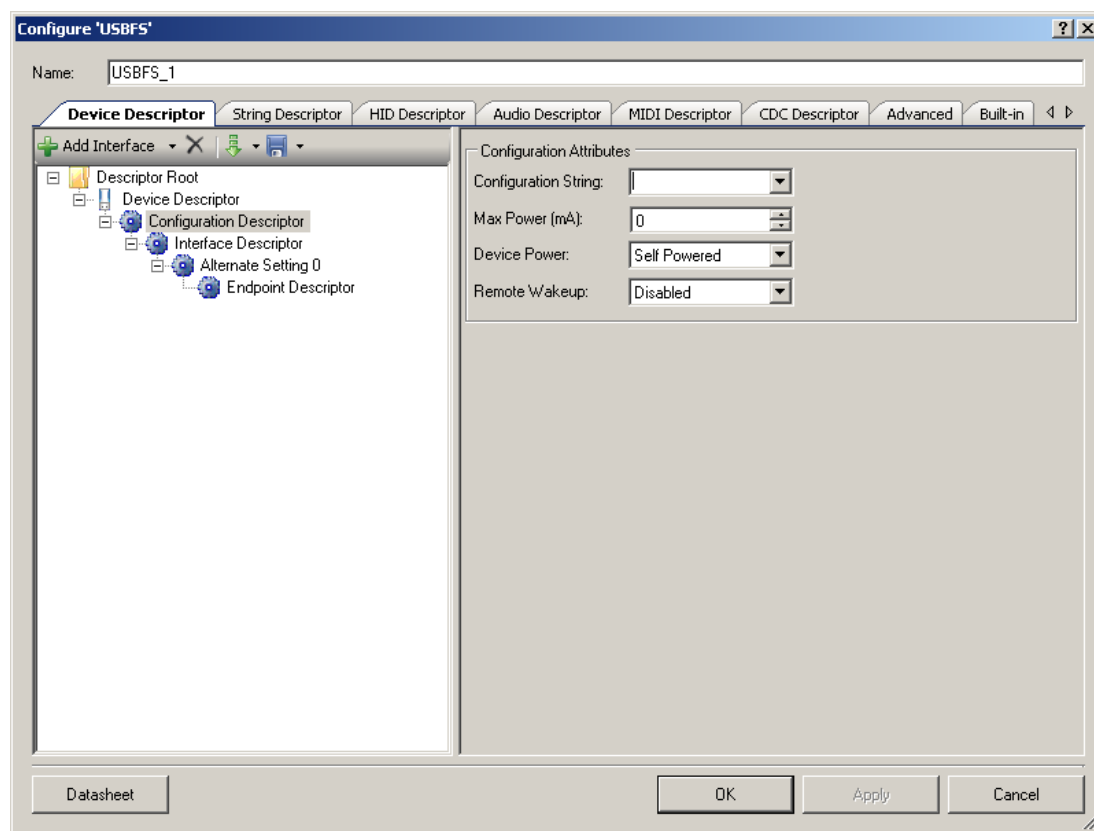 Configure 'USBFS'
Name: USBFS_1
Device Descriptor String Descriptor HID Descriptor Audio Descriptor MIDI Descriptor CDC Descriptor Advanced Built-in
Add Interface
Descriptor Root
Device Descriptor
Configuration Descriptor
Interface Descriptor
Alternate Setting 0
Endpoint Descriptor
Configuration Attributes
Configuration String:
Max Power (mA): 0
Device Power: Self Powered
Remote Wakeup: Disabled
Datasheet OK Apply Cancel